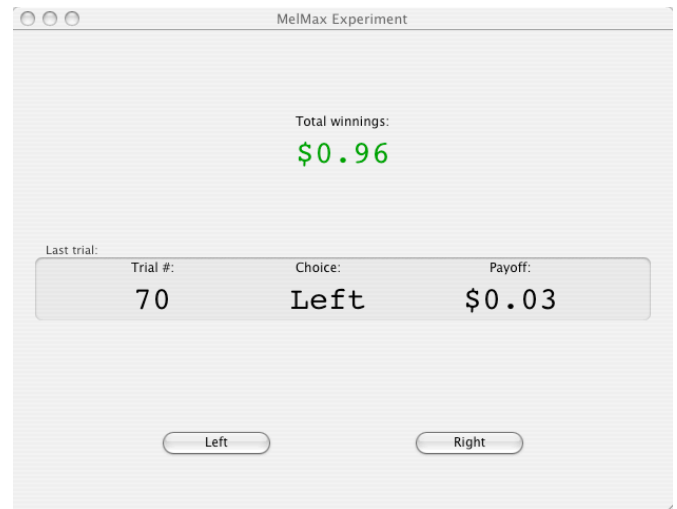 MelMax Experiment
Total winnings:
$0.96
Last trial:
Trial #: Choice: Payoff:
70 Left $0.03
Left Right